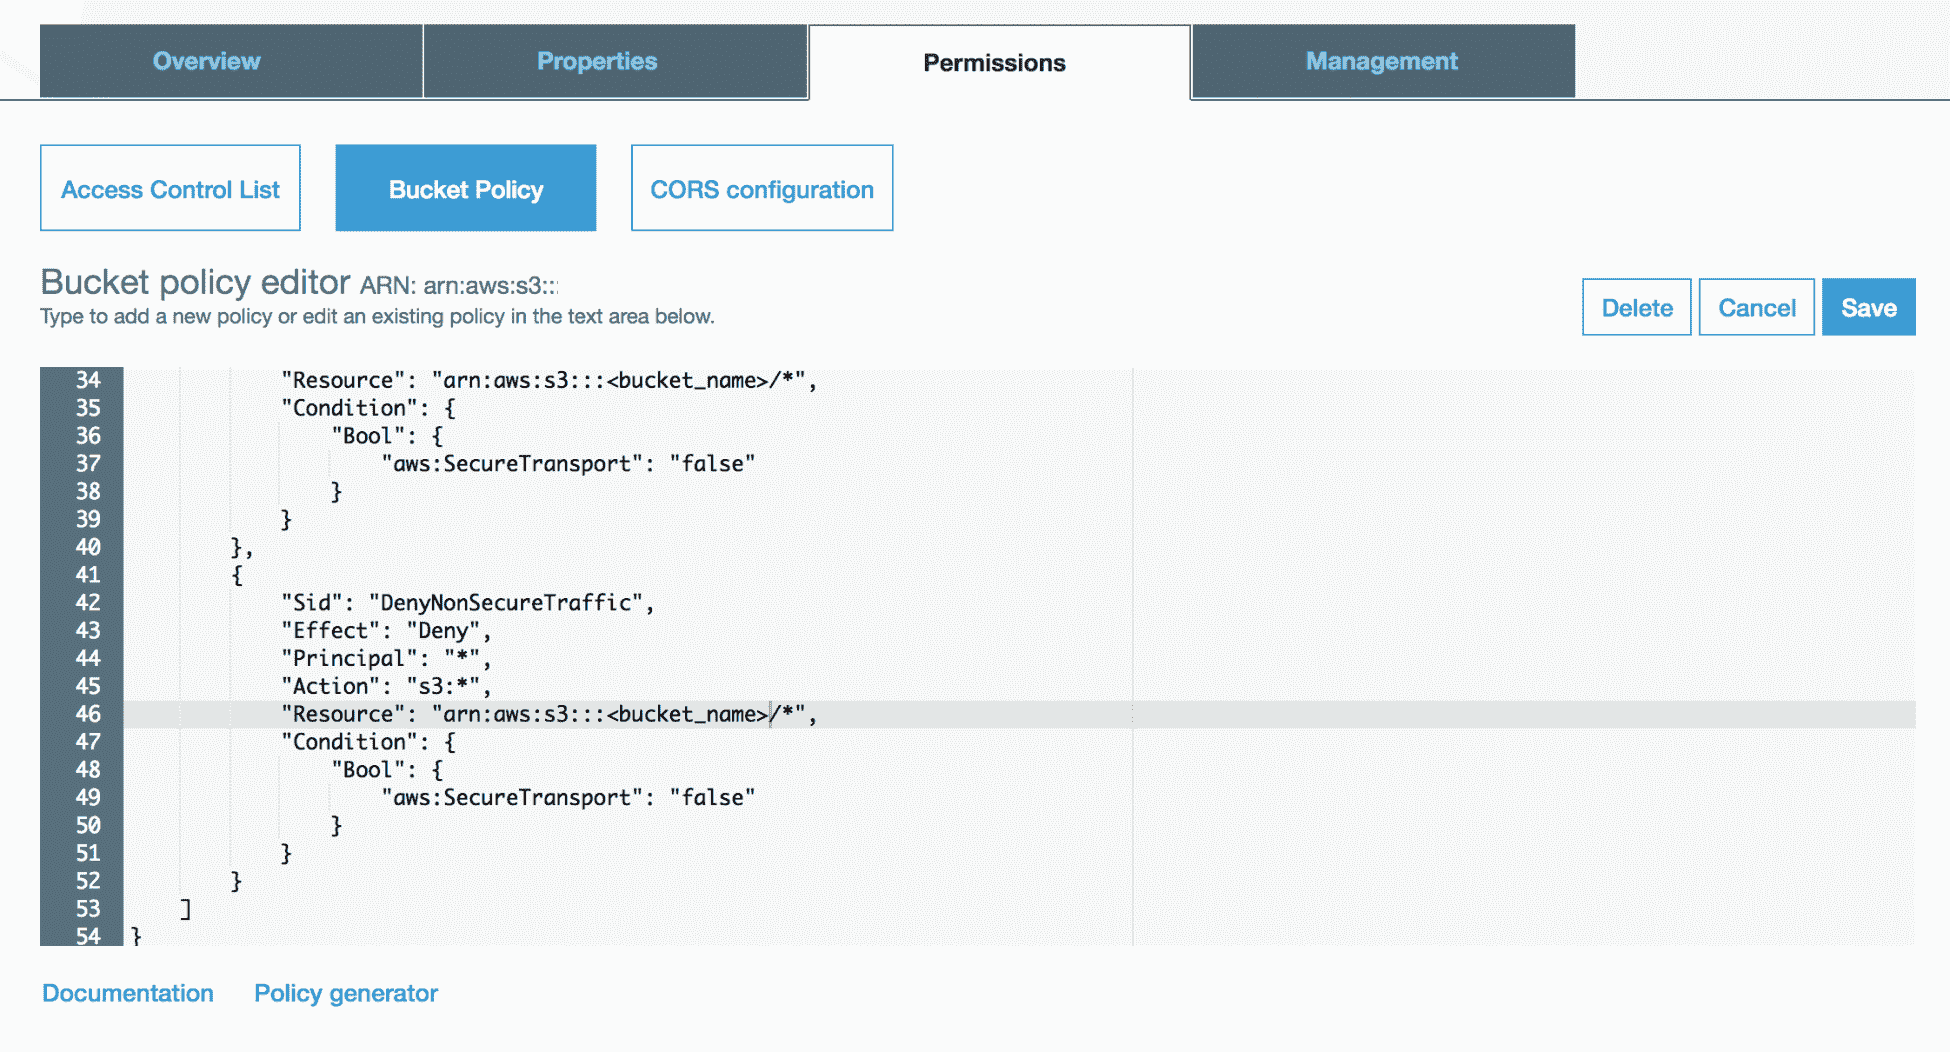 Overview Properties Permissions Management
Access Control List Bucket Policy CORS configuration
Bucket policy editor ARN: arn:aws:s3:::
Type to add a new policy or edit an existing policy in the text area below.
Delete Cancel Save
34 "Resource": "arn:aws:s3:::<bucket_name>/*",
35 "Condition": {
36 "Bool": {
37 "aws:SecureTransport": "false"
38 }
39 }
40 },
41 {
42 "Sid": "DenyNonSecureTraffic",
43 "Effect": "Deny",
44 "Principal": "*",
45 "Action": "s3:*",
46 "Resource": "arn:aws:s3:::<bucket_name>/*",
47 "Condition": {
48 "Bool": {
49 "aws:SecureTransport": "false"
50 }
51 }
52 }
53 ]
54 }
Documentation Policy generator